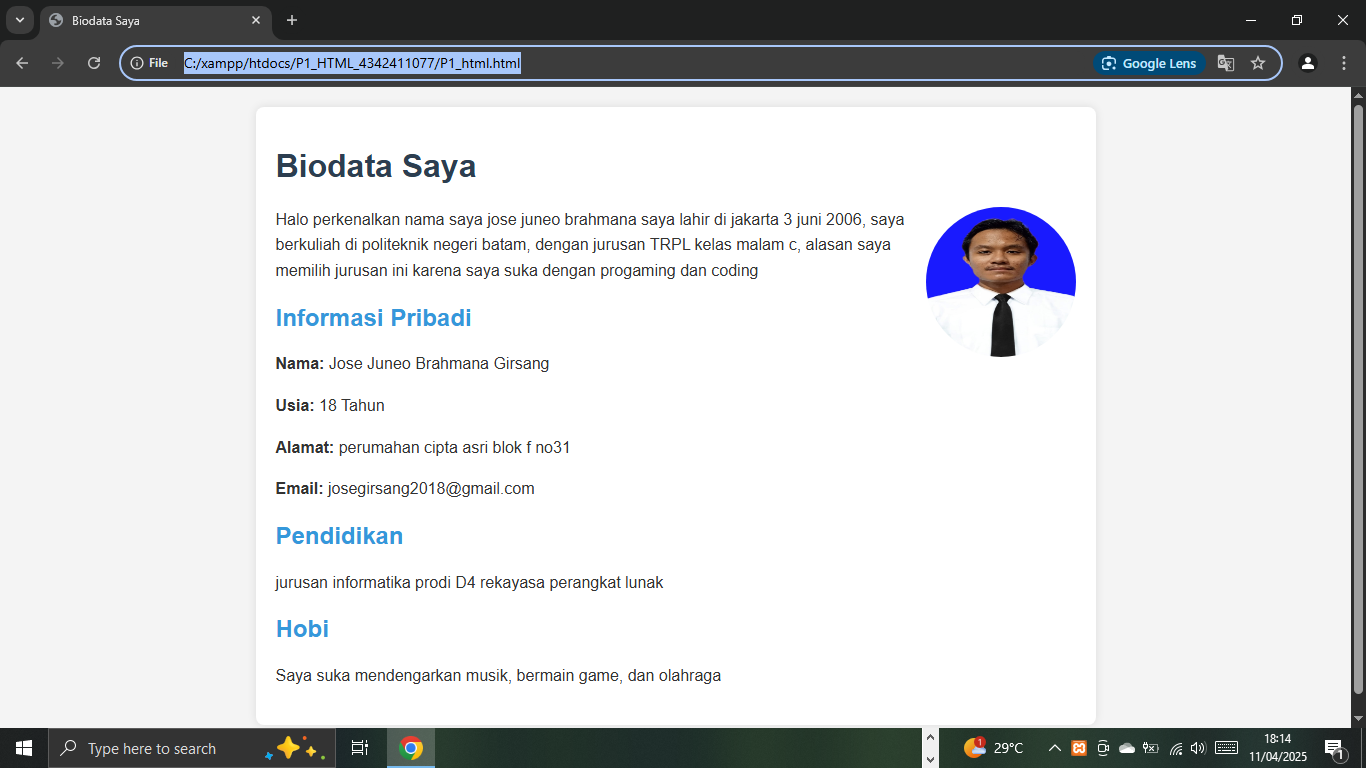 Biodata Saya
File
C:/xampp/htdocs/P1_HTML_4342411077/P1_html.html
Google Lens
Biodata Saya
Halo perkenalkan nama saya jose juneo brahmana saya lahir di jakarta 3 juni 2006, saya
berkuliah di politeknik negeri batam, dengan jurusan TRPL kelas malam c, alasan saya
memilih jurusan ini karena saya suka dengan progaming dan coding
Informasi Pribadi
Nama: Jose Juneo Brahmana Girsang
Usia: 18 Tahun
Alamat: perumahan cipta asri blok f no31
Email: josegirsang2018@gmail.com
Pendidikan
jurusan informatika prodi D4 rekayasa perangkat lunak
Hobi
Saya suka mendengarkan musik, bermain game, dan olahraga
Type here to search
1
29°C
18:14
11/04/2025
1